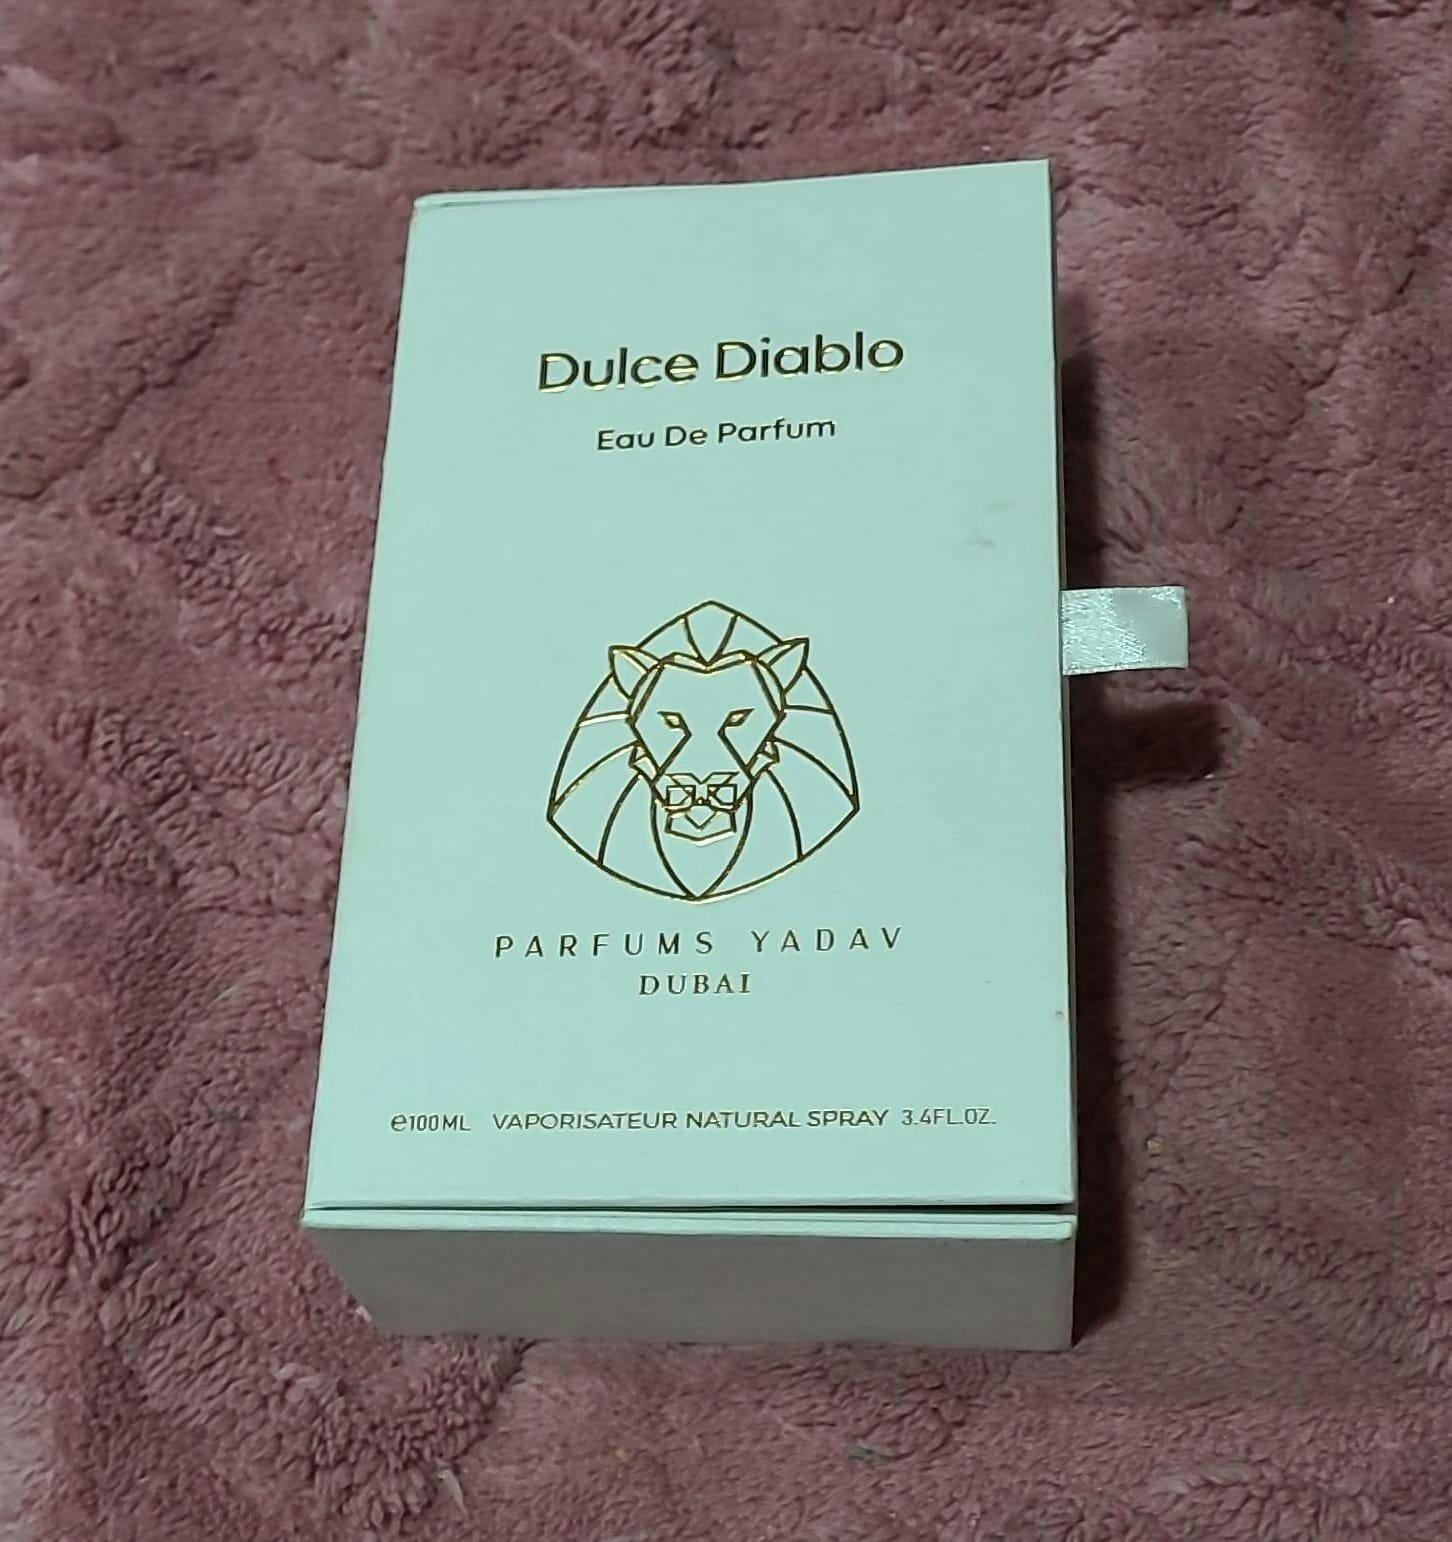 Dulce Diablo
Eau De Parfum
PARFUMS YADAV
DUBAI
℮100ML VAPORISATEUR NATURAL SPRAY 3.4FL.OZ.